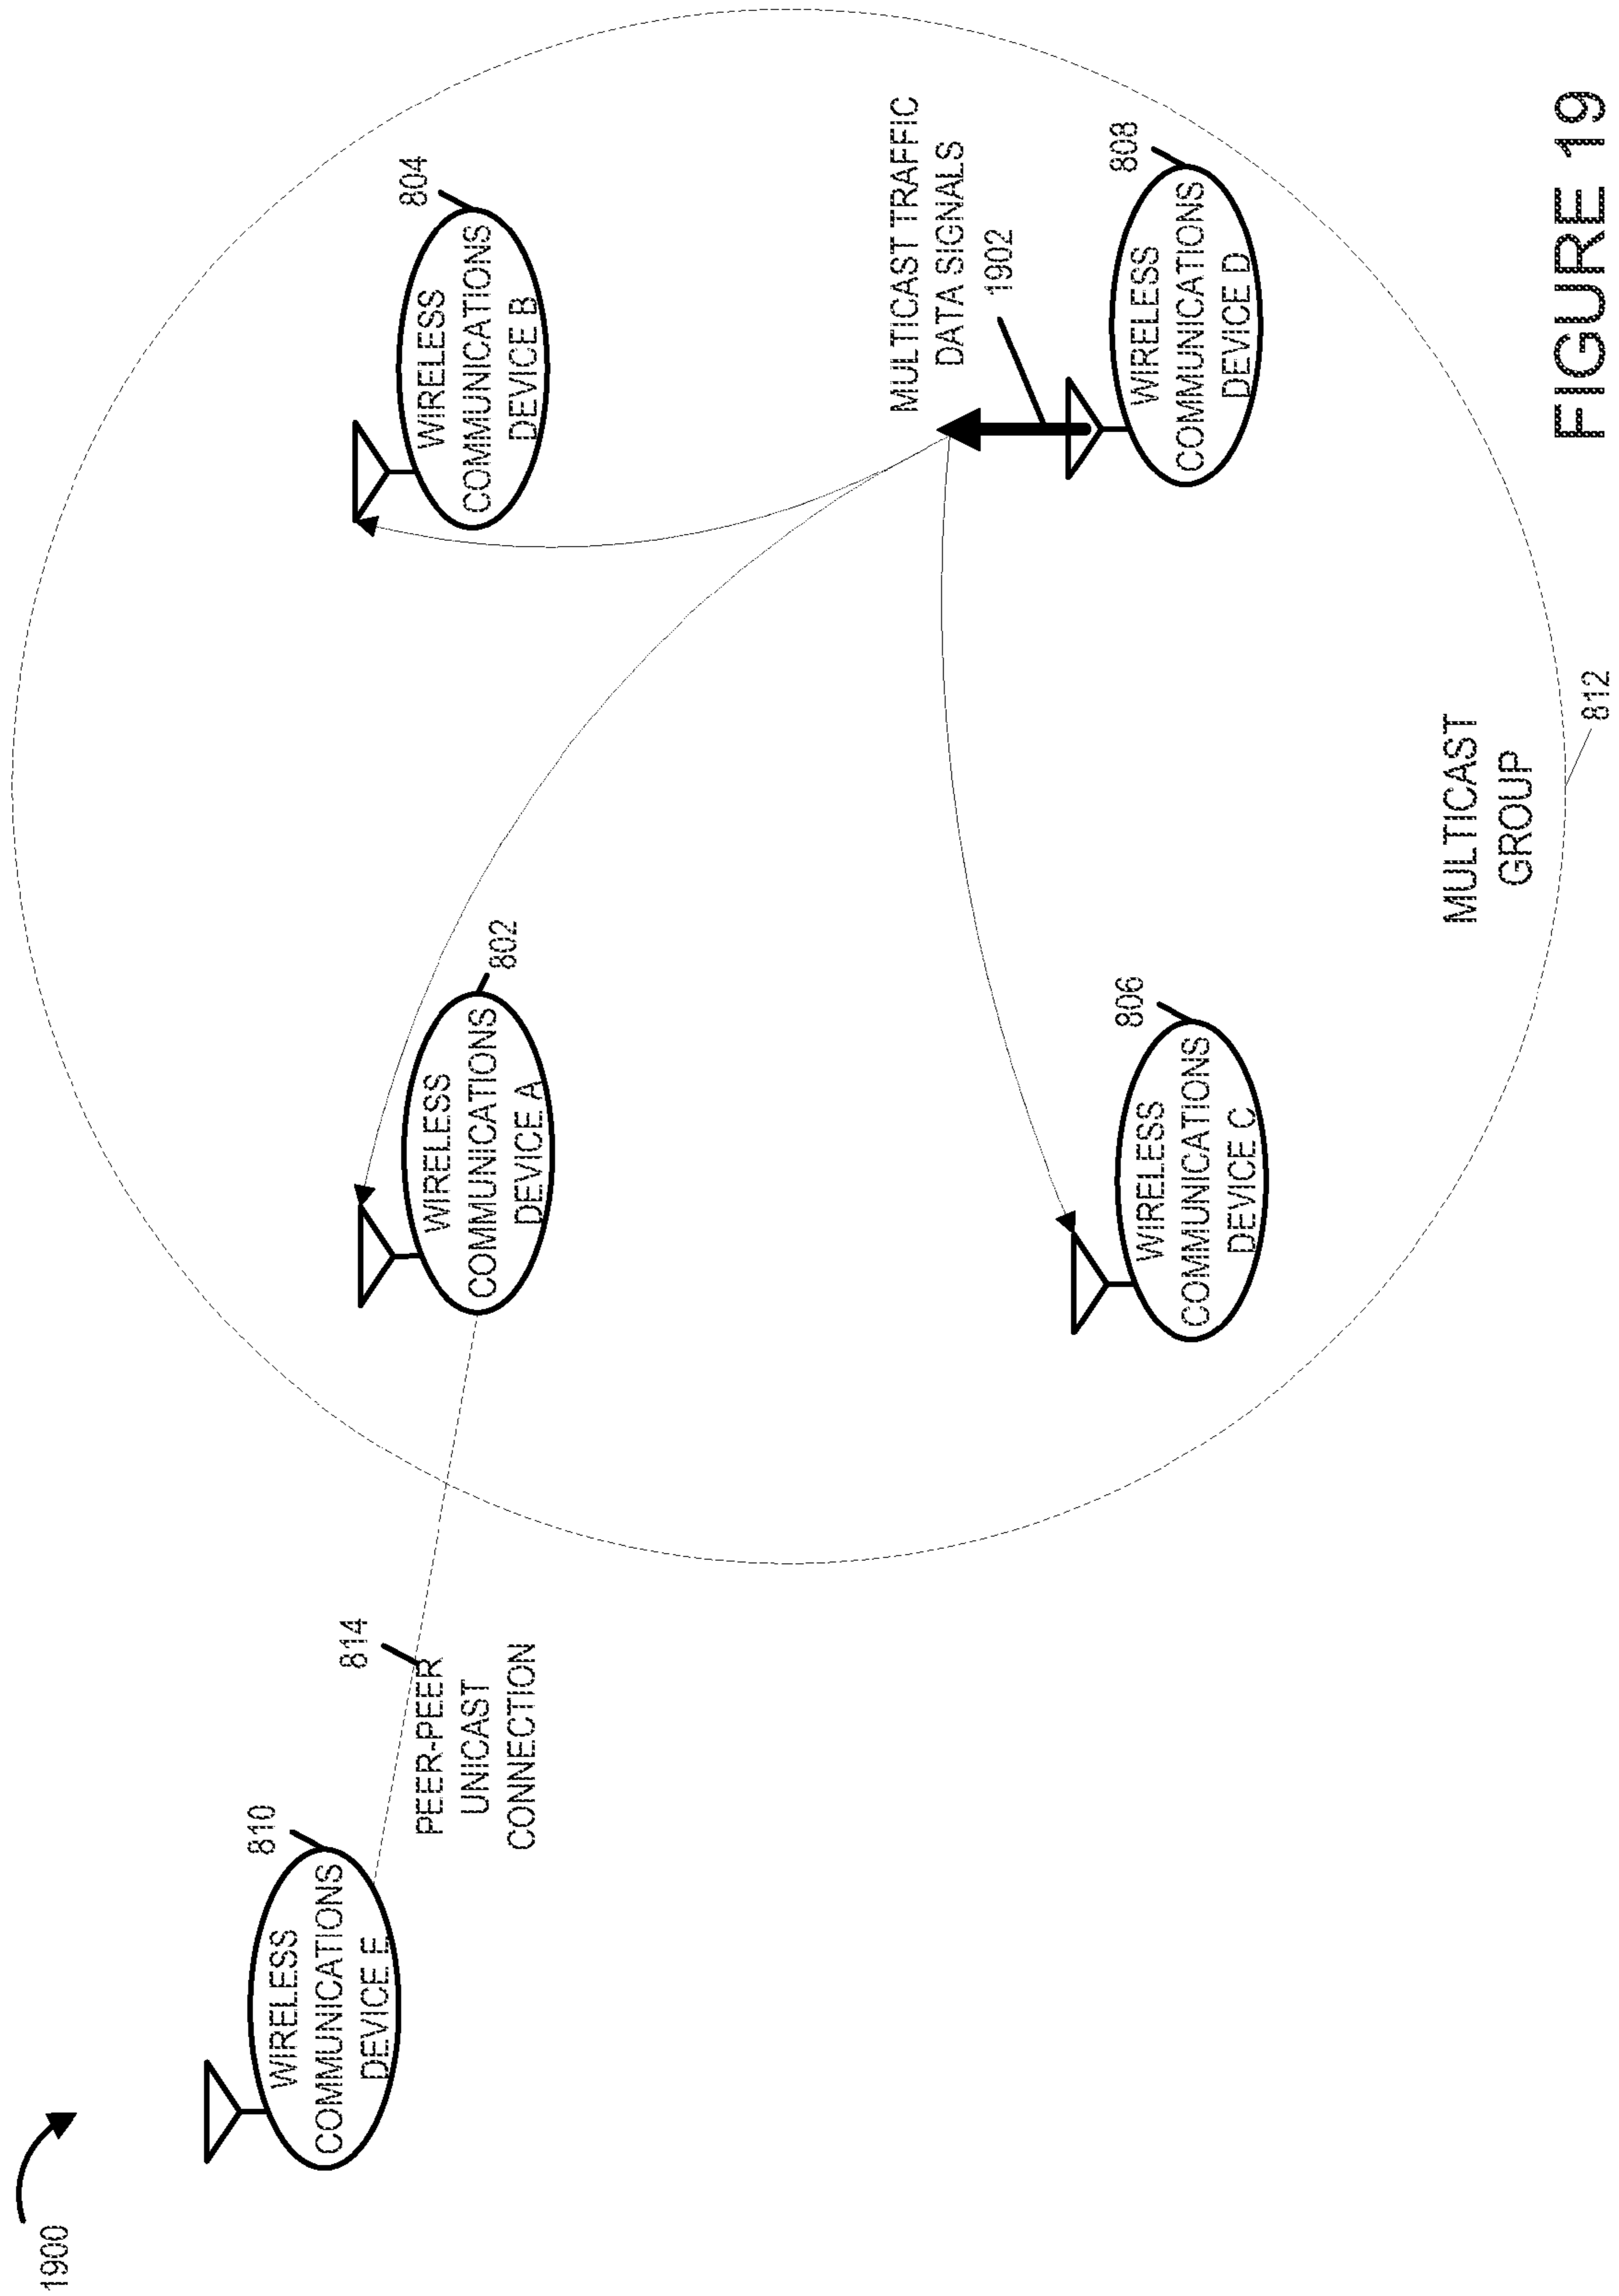 1900
810
WIRELESS
COMMUNICATIONS
DEVICE E
814
PEER-PEER
UNICAST
CONNECTION
802
WIRELESS
COMMUNICATIONS
DEVICE A
804
WIRELESS
COMMUNICATIONS
DEVICE B
MULTICAST TRAFFIC
DATA SIGNALS
1902
806
WIRELESS
COMMUNICATIONS
DEVICE C
808
WIRELESS
COMMUNICATIONS
DEVICE D
MULTICAST
GROUP
812
FIGURE 19